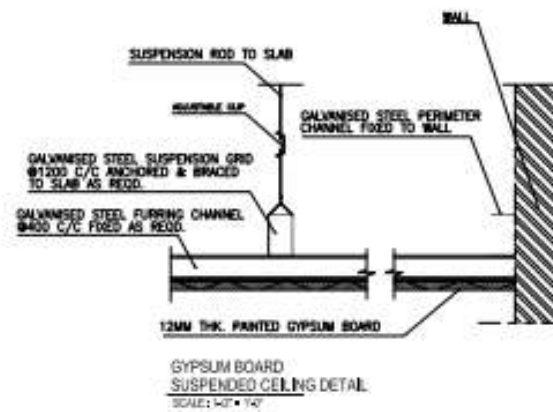 WALL
SUSPENSION ROD TO SLAB
ADJUSTABLE CLIP
GALVANISED STEEL PERIMETER
CHANNEL FIXED TO WALL
GALVANISED STEEL SUSPENSION GRID
@1200 C/C ANCHORED & BRACED
TO SLAB AS REQD.
GALVANISED STEEL FURRING CHANNEL
@400 C/C FIXED AS REQD.
12MM THK. PAINTED GYPSUM BOARD
GYPSUM BOARD
SUSPENDED CEILING DETAIL
SCALE: